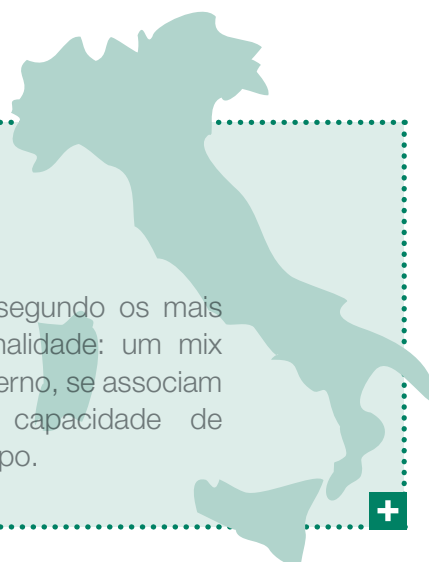 segundo os mais
nalidade: um mix
erno, se associam
capacidade de
po.